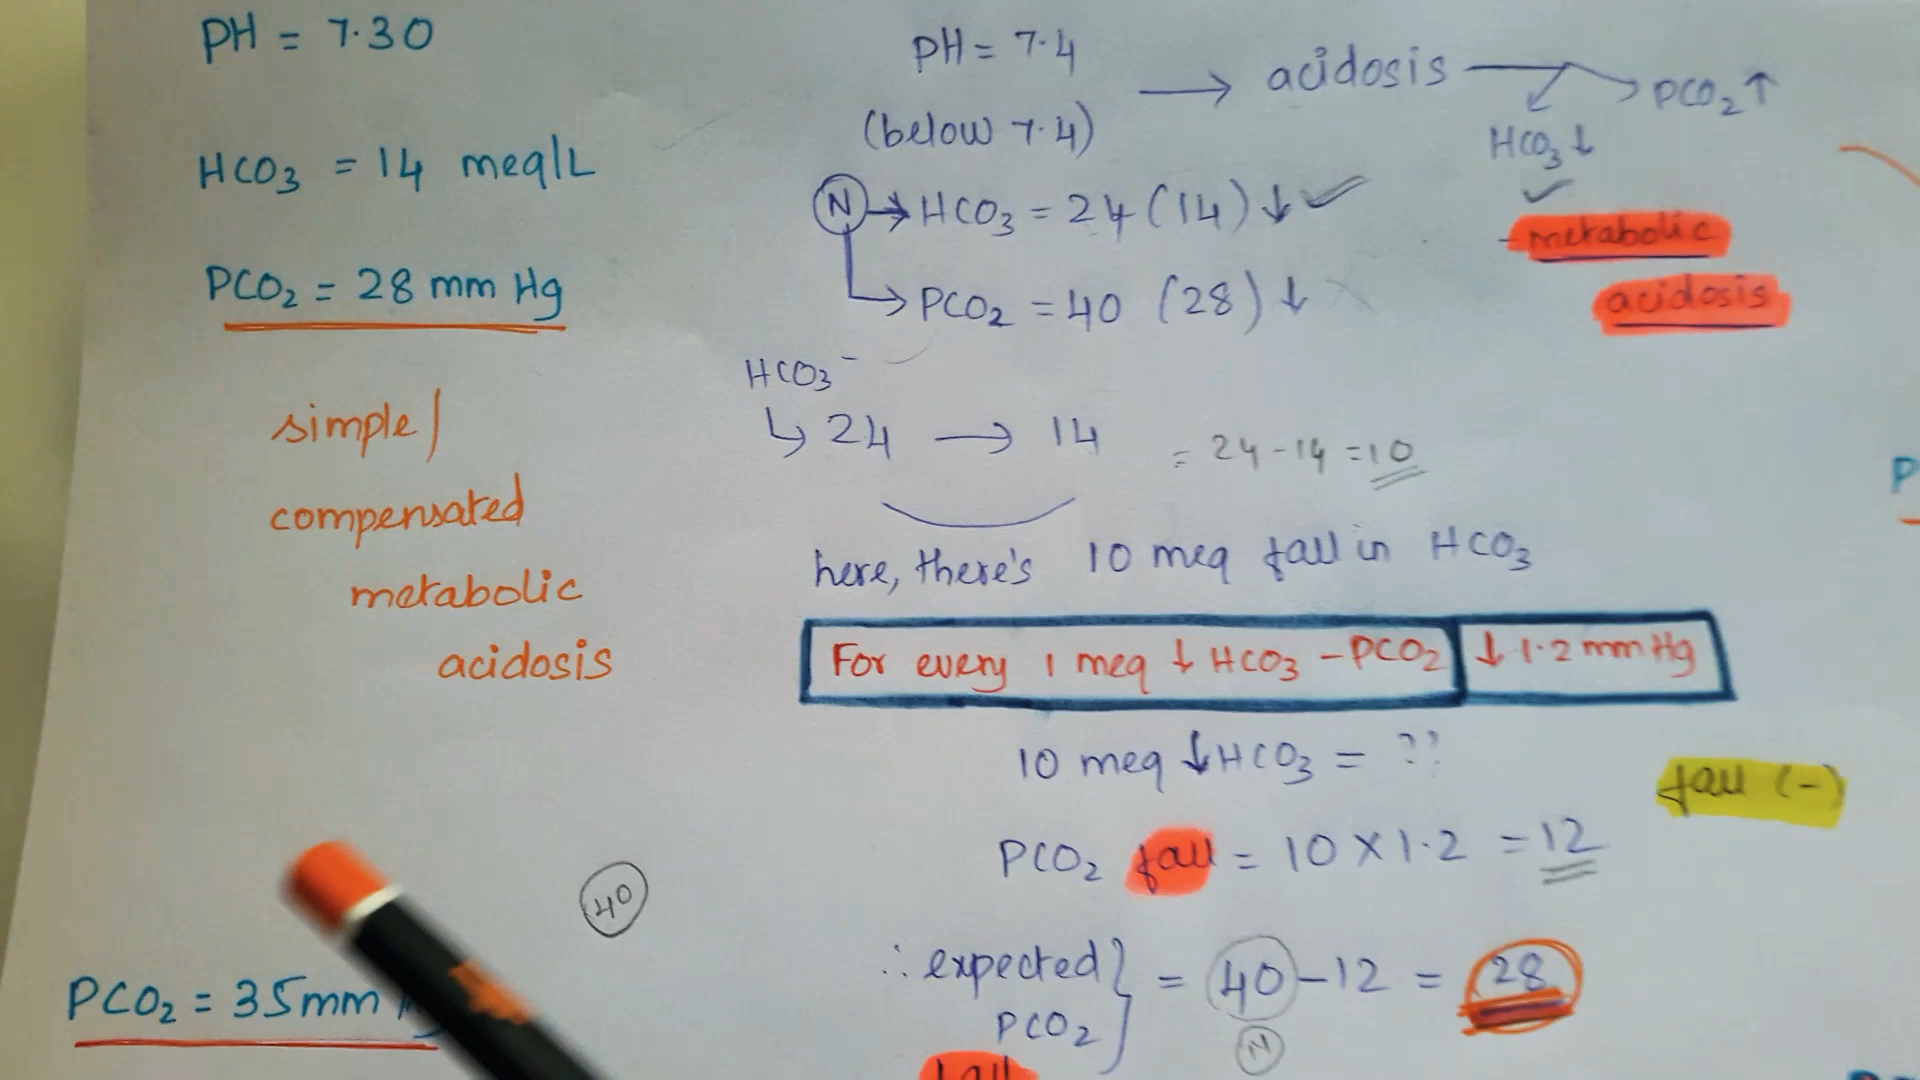 PH = 7.30
HCO3 = 14 meq/L
PCO2 = 28 mm Hg
simple/
compensated
metabolic
acidosis
40
PCO2 = 35mm
PH = 7.4
(below 7.4)
→ acidosis
PCO2 ↑
HCO3 ↓
- metabolic
acidosis
N → HCO3 = 24 (14) ↓ ✓
→ PCO2 = 40 (28) ↓
HCO3⁻
↳ 24 → 14 = 24-14 = 10
here, there's 10 meq fall in HCO3
For every 1 meq ↓ HCO3 - PCO2 ↓ 1.2 mm Hg
10 meq ↓ HCO3 = ??
fall (-)
PCO2 fall = 10 X 1.2 = 12
∴ expected PCO2 } = 40 - 12 = 28
N